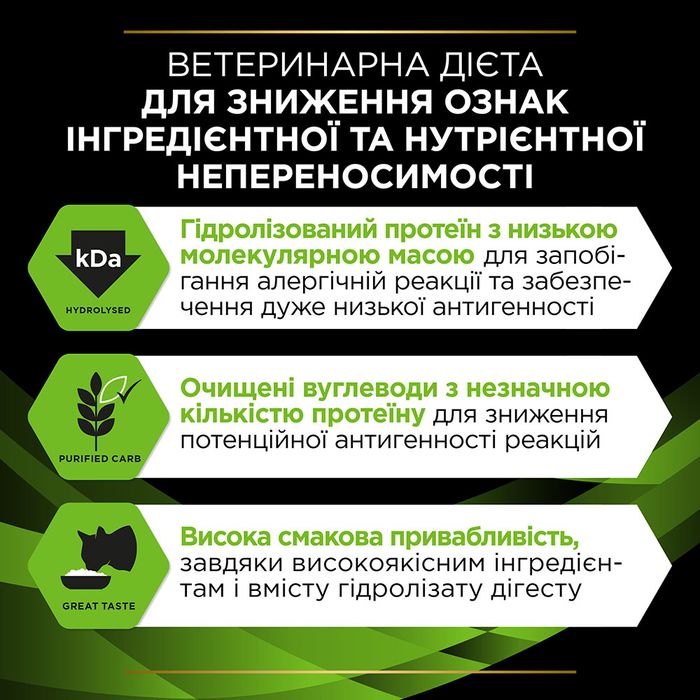 ВЕТЕРИНАРНА ДІЄТА
ДЛЯ ЗНИЖЕННЯ ОЗНАК
ІНГРЕДІЄНТНОЇ ТА НУТРІЄНТНОЇ
НЕПЕРЕНОСИМОСТІ
kDa
HYDROLYSED
Гідролізований протеїн з низькою
молекулярною масою для запобі-
гання алергічній реакції та забезпе-
чення дуже низької антигенності
PURIFIED CARB
Очищені вуглеводи з незначною
кількістю протеїну для зниження
потенційної антигенності реакцій
GREAT TASTE
Висока смакова привабливість,
завдяки високоякісним інгредієн-
там і вмісту гідролізату дігесту